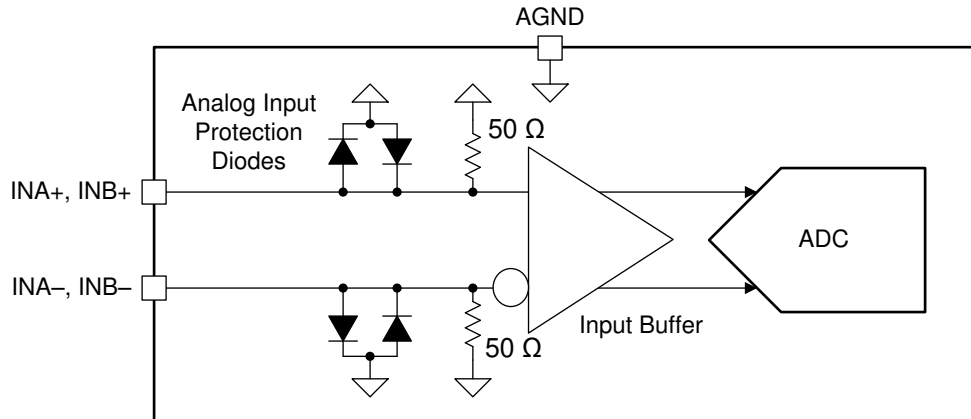 AGND
Analog Input
Protection
Diodes
50 Ω
INA+, INB+
ADC
INA–, INB–
Input Buffer
50 Ω